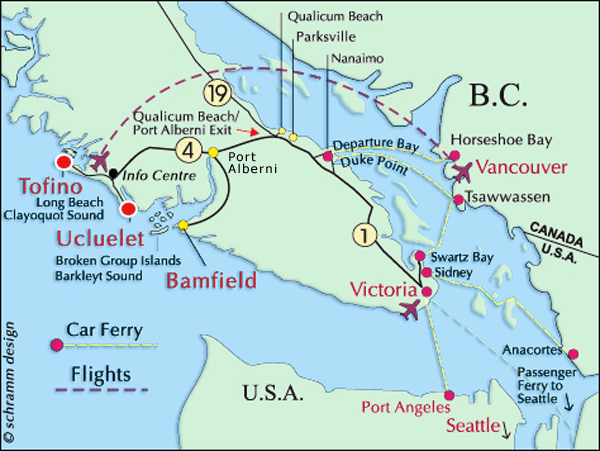 Qualicum Beach
Parksville
Nanaimo
B.C.
19
Qualicum Beach/
Port Alberni Exit
Departure Bay
Duke Point
Horseshoe Bay
Vancouver
Tsawwassen
4
Port
Alberni
Info Centre
Tofino
Long Beach
Clayoquot Sound
Ucluelet
Broken Group Islands
Barkleyt Sound
Bamfield
1
CANADA
U.S.A.
Swartz Bay
Sidney
Victoria
Car Ferry
Flights
U.S.A.
Port Angeles
Anacortes
Passenger
Ferry to
Seattle
Seattle
© schramm design